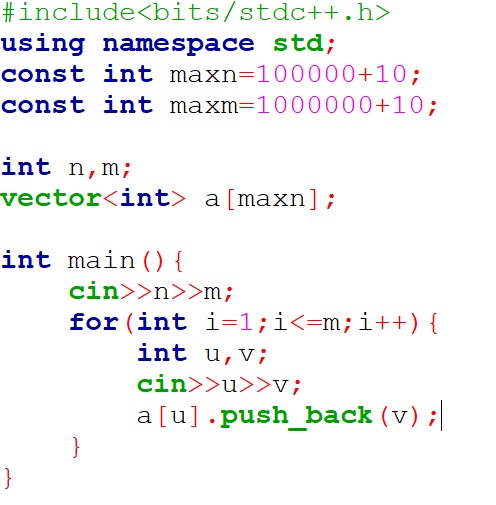 #include<bits/stdc++.h>
using namespace std;
const int maxn=100000+10;
const int maxm=1000000+10;

int n,m;
vector<int> a[maxn];

int main(){
    cin>>n>>m;
    for(int i=1;i<=m;i++){
        int u,v;
        cin>>u>>v;
        a[u].push_back(v);
    }
}